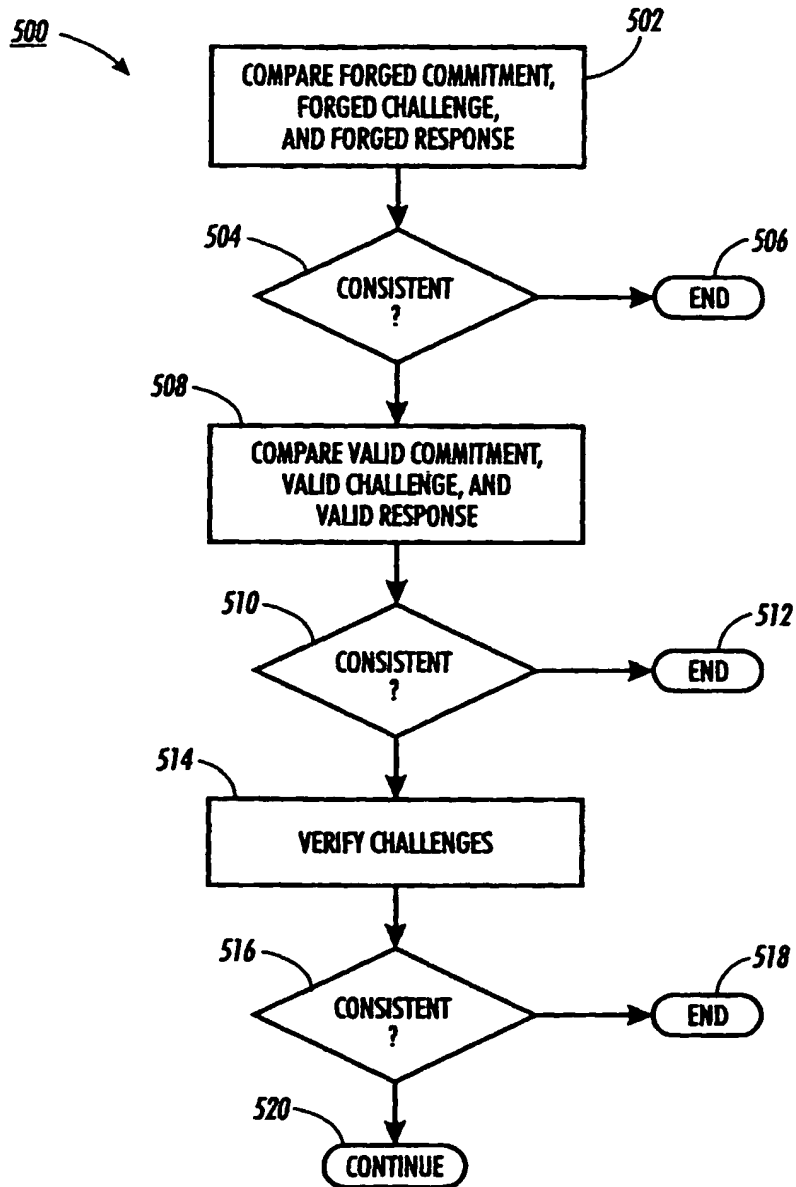 500
502
COMPARE FORGED COMMITMENT,
FORGED CHALLENGE,
AND FORGED RESPONSE
504
CONSISTENT
?
506
END
508
COMPARE VALID COMMITMENT,
VALID CHALLENGE, AND
VALID RESPONSE
510
CONSISTENT
?
512
END
514
VERIFY CHALLENGES
516
CONSISTENT
?
518
END
520
CONTINUE